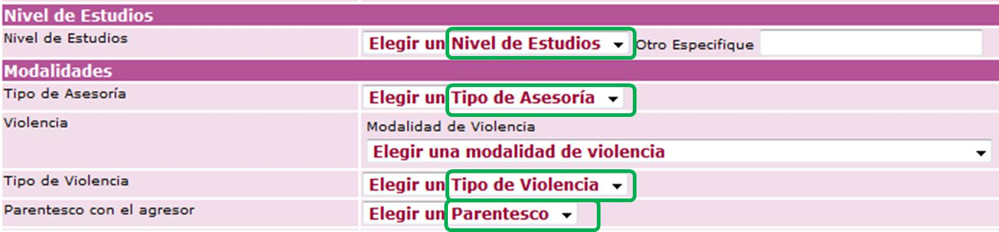 Nivel de Estudios
Nivel de Estudios Elegir un Nivel de Estudios Otro Especifique
Modalidades
Tipo de Asesoría Elegir un Tipo de Asesoría
Violencia Modalidad de Violencia
Elegir una modalidad de violencia
Tipo de Violencia Elegir un Tipo de Violencia
Parentesco con el agresor Elegir un Parentesco